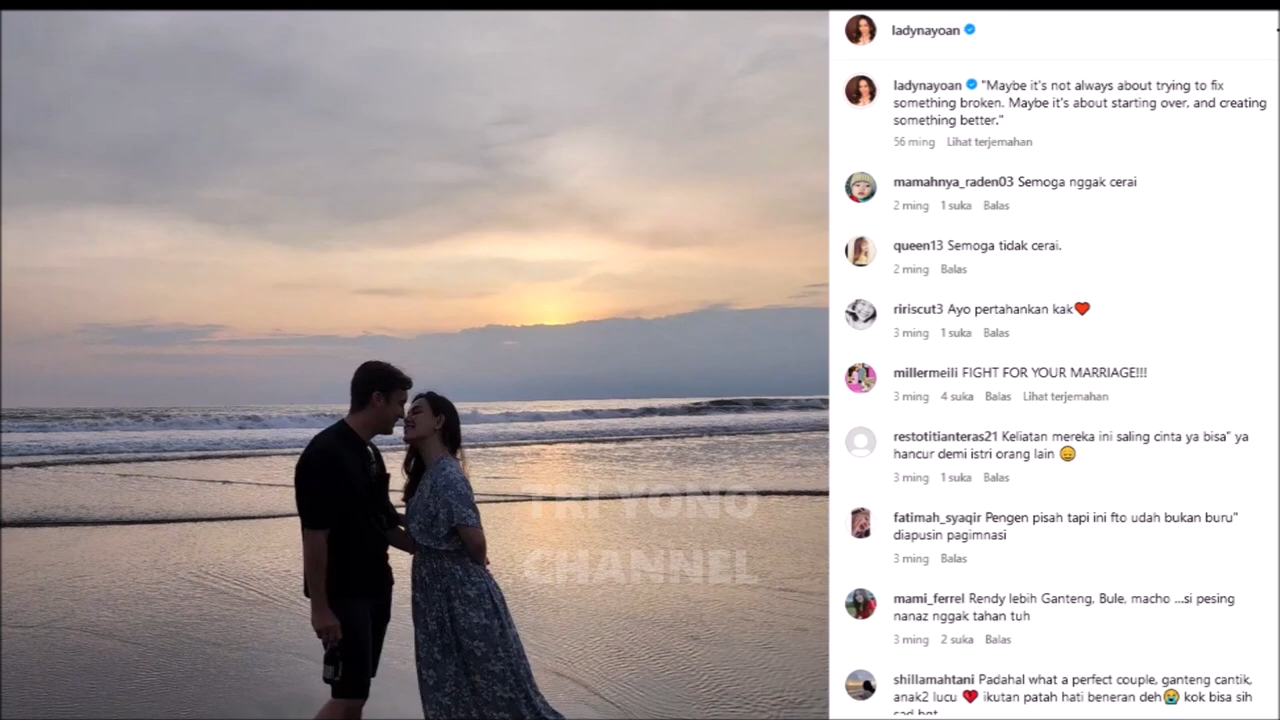 ladynayoan
ladynayoan "Maybe it's not always about trying to fix
something broken. Maybe it's about starting over, and creating
something better."
56 ming Lihat terjemahan
mamahnya_raden03 Semoga nggak cerai
2 ming 1 suka Balas
queen13 Semoga tidak cerai.
2 ming Balas
ririscut3 Ayo pertahankan kak❤️
3 ming 1 suka Balas
millermeili FIGHT FOR YOUR MARRIAGE!!!
3 ming 4 suka Balas Lihat terjemahan
restotitianteras21 Keliatan mereka ini saling cinta ya bisa" ya
hancur demi istri orang lain 😑
3 ming 1 suka Balas
fatimah_syaqir Pengen pisah tapi ini fto udah bukan buru"
diapusin pagimnasi
3 ming Balas
mami_ferrel Rendy lebih Ganteng, Bule, macho ...si pesing
nanaz nggak tahan tuh
3 ming 2 suka Balas
shillamahtani Padahal what a perfect couple, ganteng cantik,
anak2 lucu 💔 ikutan patah hati beneran deh😭 kok bisa sih
TRI YONO
CHANNEL